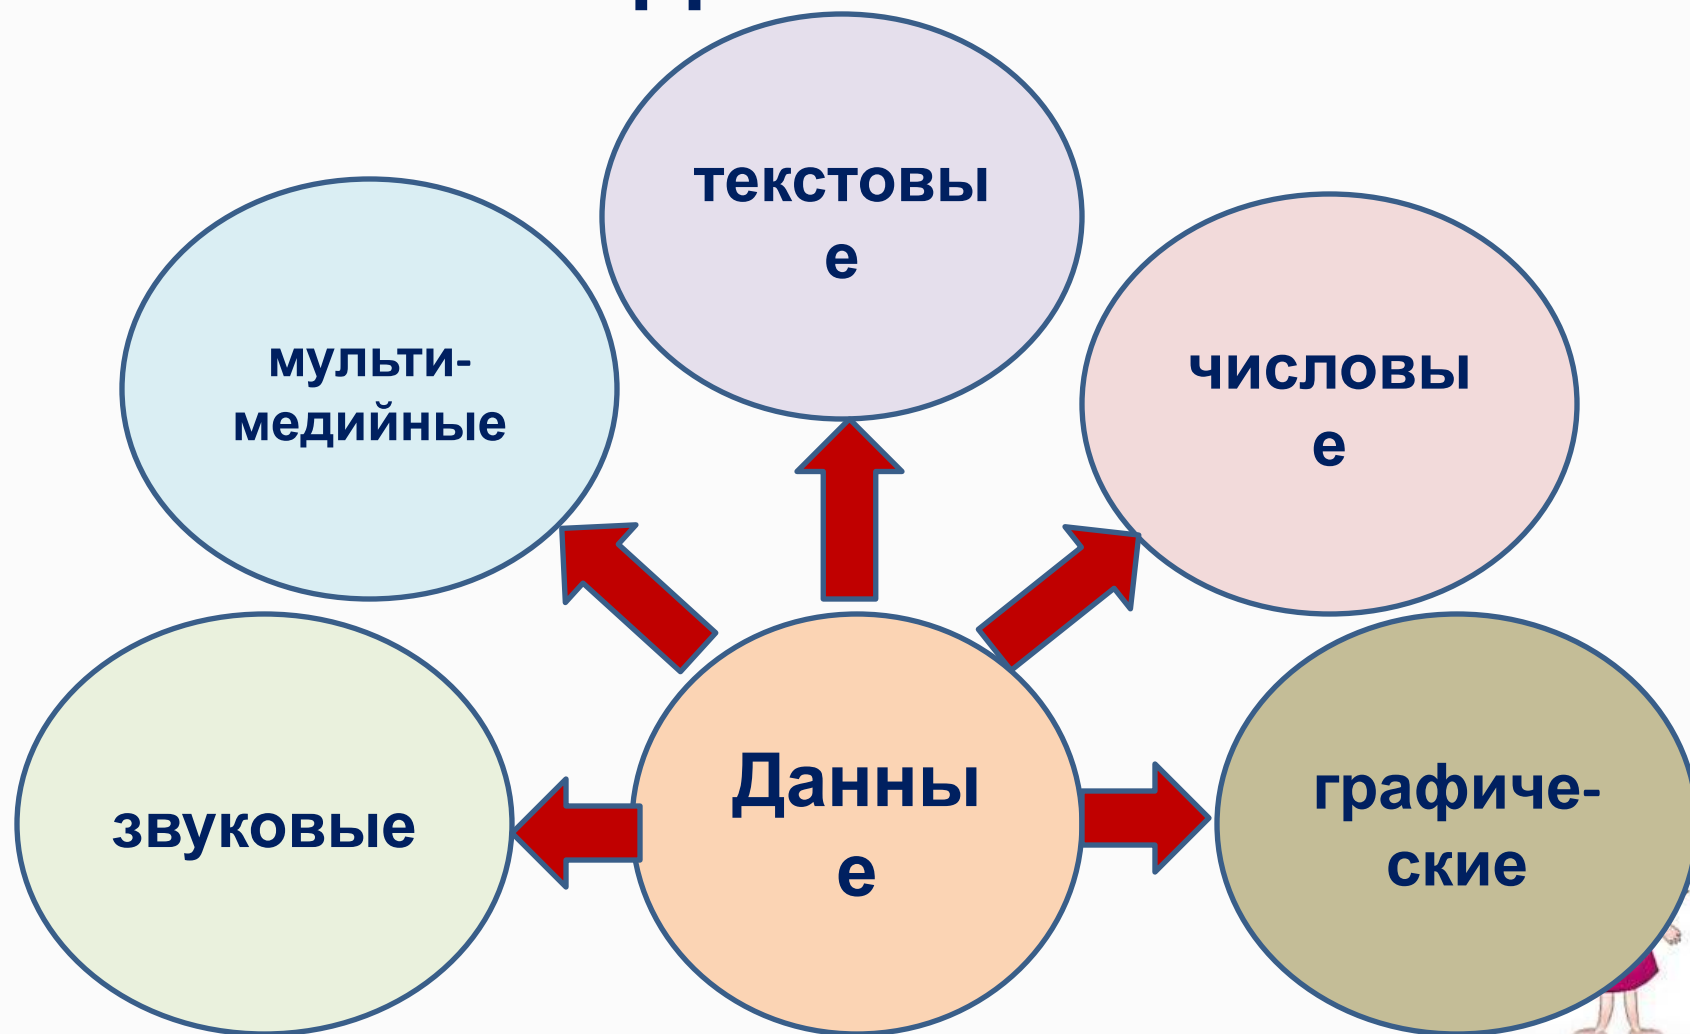 текстовы
е
мульти-
медийные
числовы
е
звуковые
Данны
е
графиче-
ские